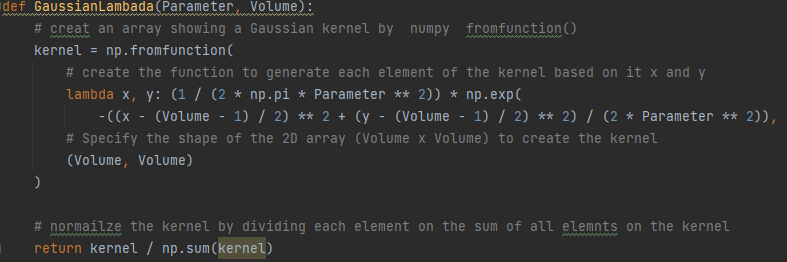 def GaussianLambada(Parameter, Volume):
    # creat an array showing a Gaussian kernel by  numpy  fromfunction()
    kernel = np.fromfunction(
        # create the function to generate each element of the kernel based on it x and y
        lambda x, y: (1 / (2 * np.pi * Parameter ** 2)) * np.exp(
            -((x - (Volume - 1) / 2) ** 2 + (y - (Volume - 1) / 2) ** 2) / (2 * Parameter ** 2)),
        # Specify the shape of the 2D array (Volume x Volume) to create the kernel
        (Volume, Volume)
    )
    # normailze the kernel by dividing each element on the sum of all elemnts on the kernel
    return kernel / np.sum(kernel)